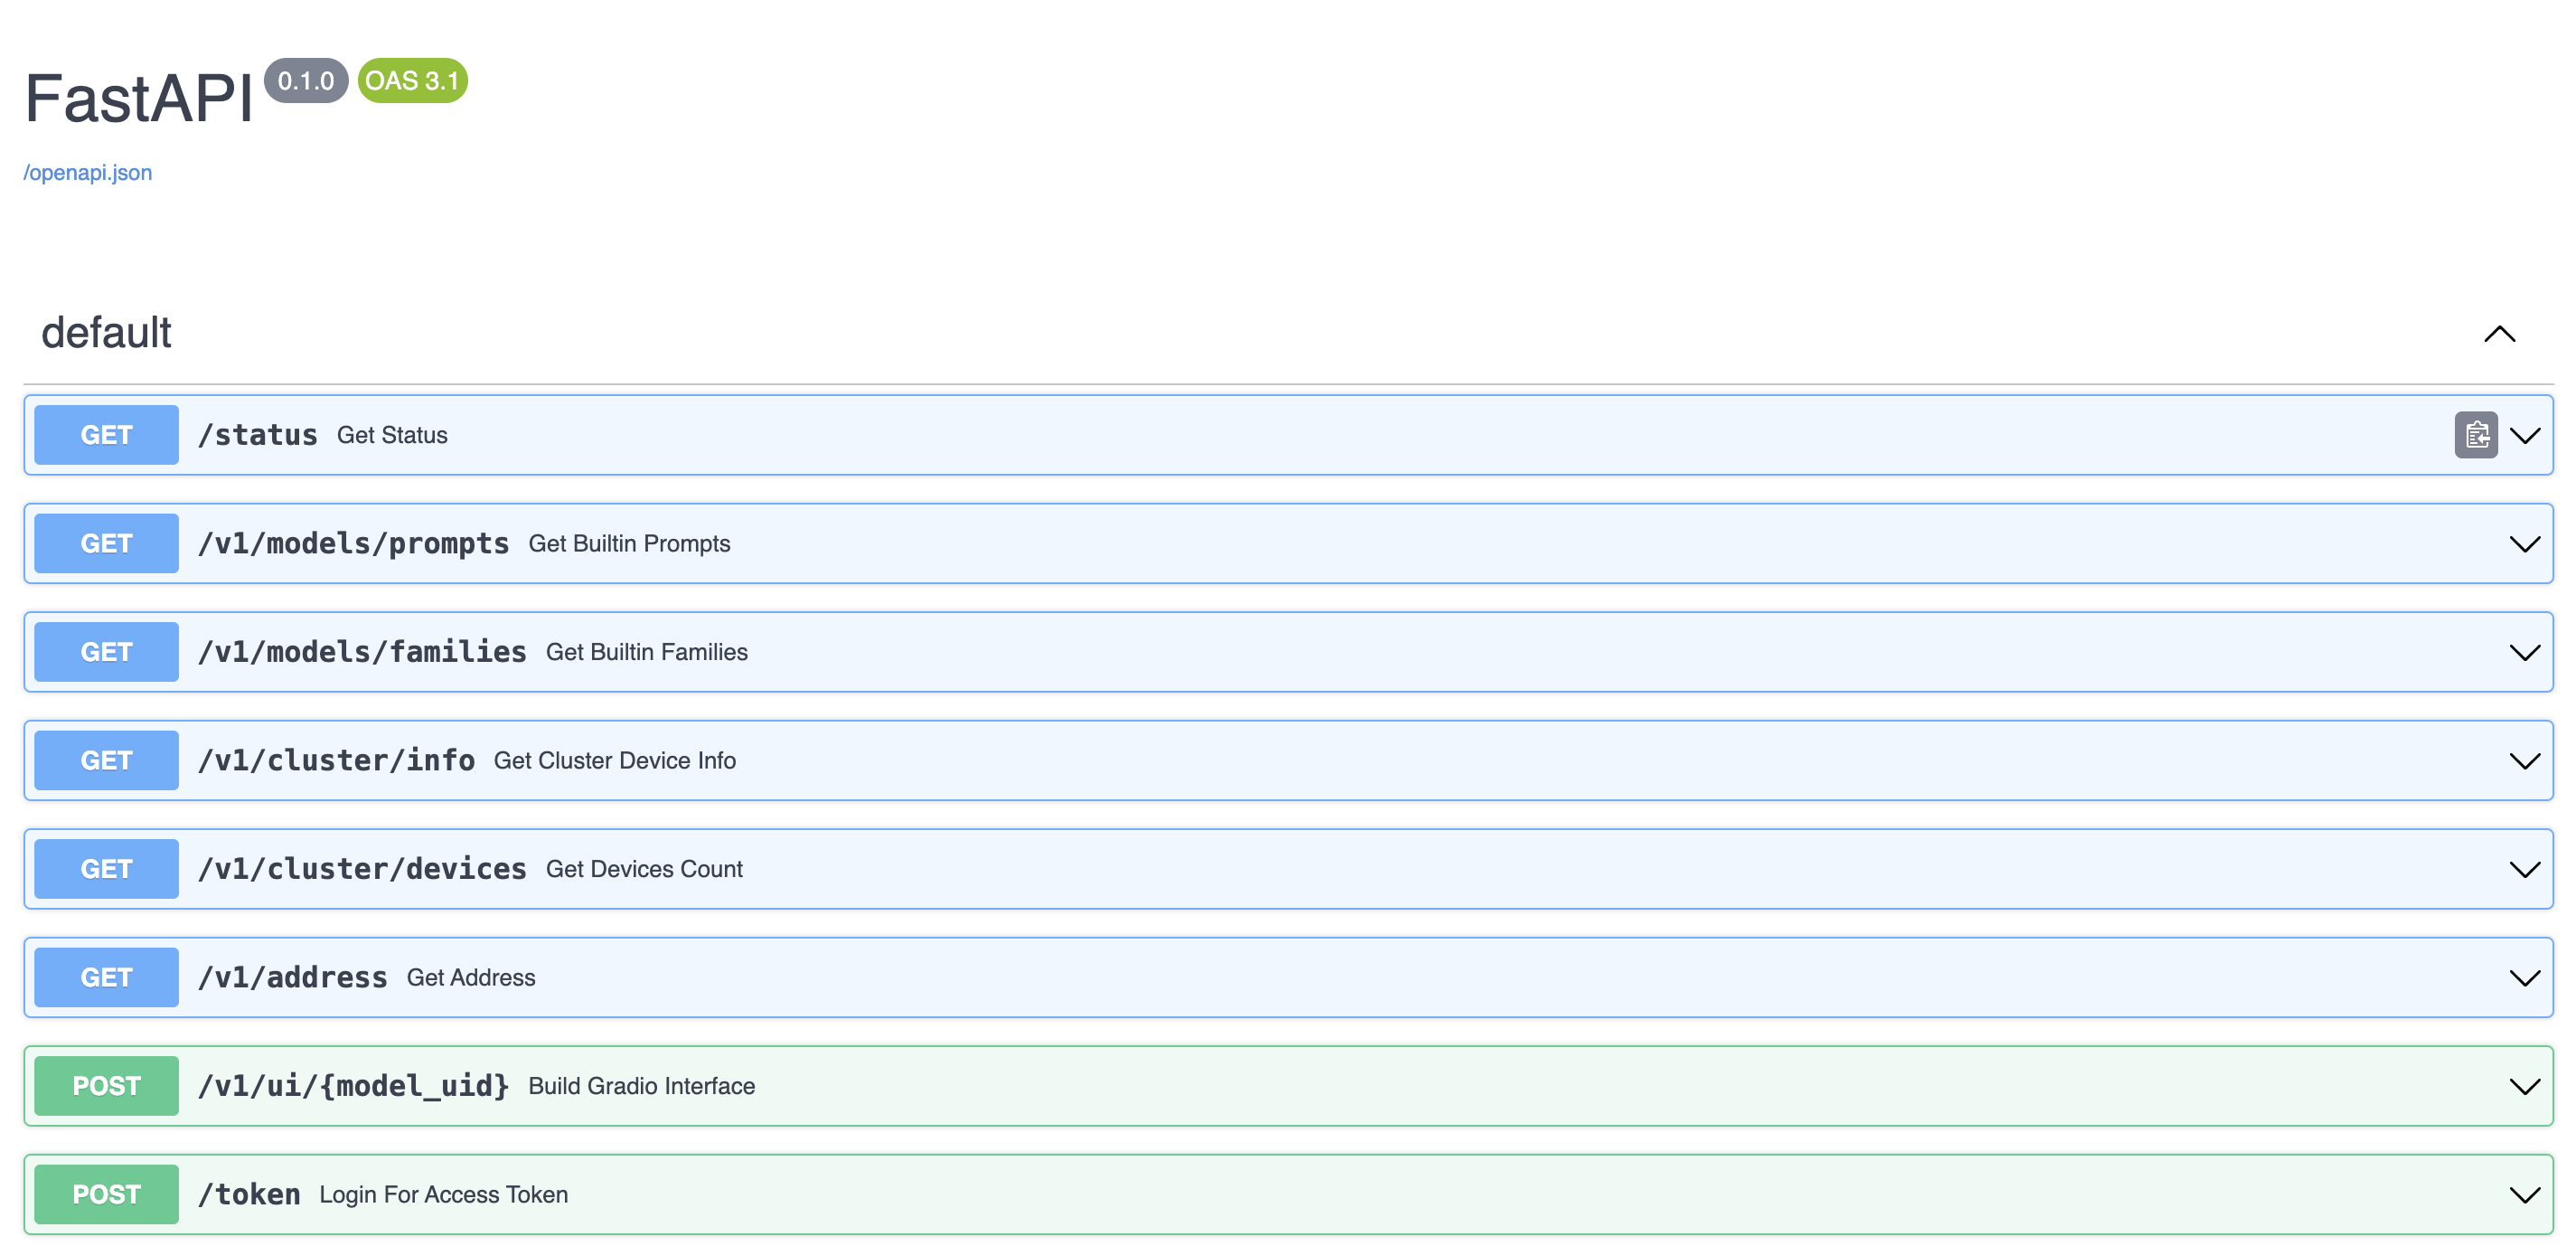 FastAPI 0.1.0 OAS 3.1
/openapi.json
default
GET /status Get Status
GET /v1/models/prompts Get Builtin Prompts
GET /v1/models/families Get Builtin Families
GET /v1/cluster/info Get Cluster Device Info
GET /v1/cluster/devices Get Devices Count
GET /v1/address Get Address
POST /v1/ui/{model_uid} Build Gradio Interface
POST /token Login For Access Token